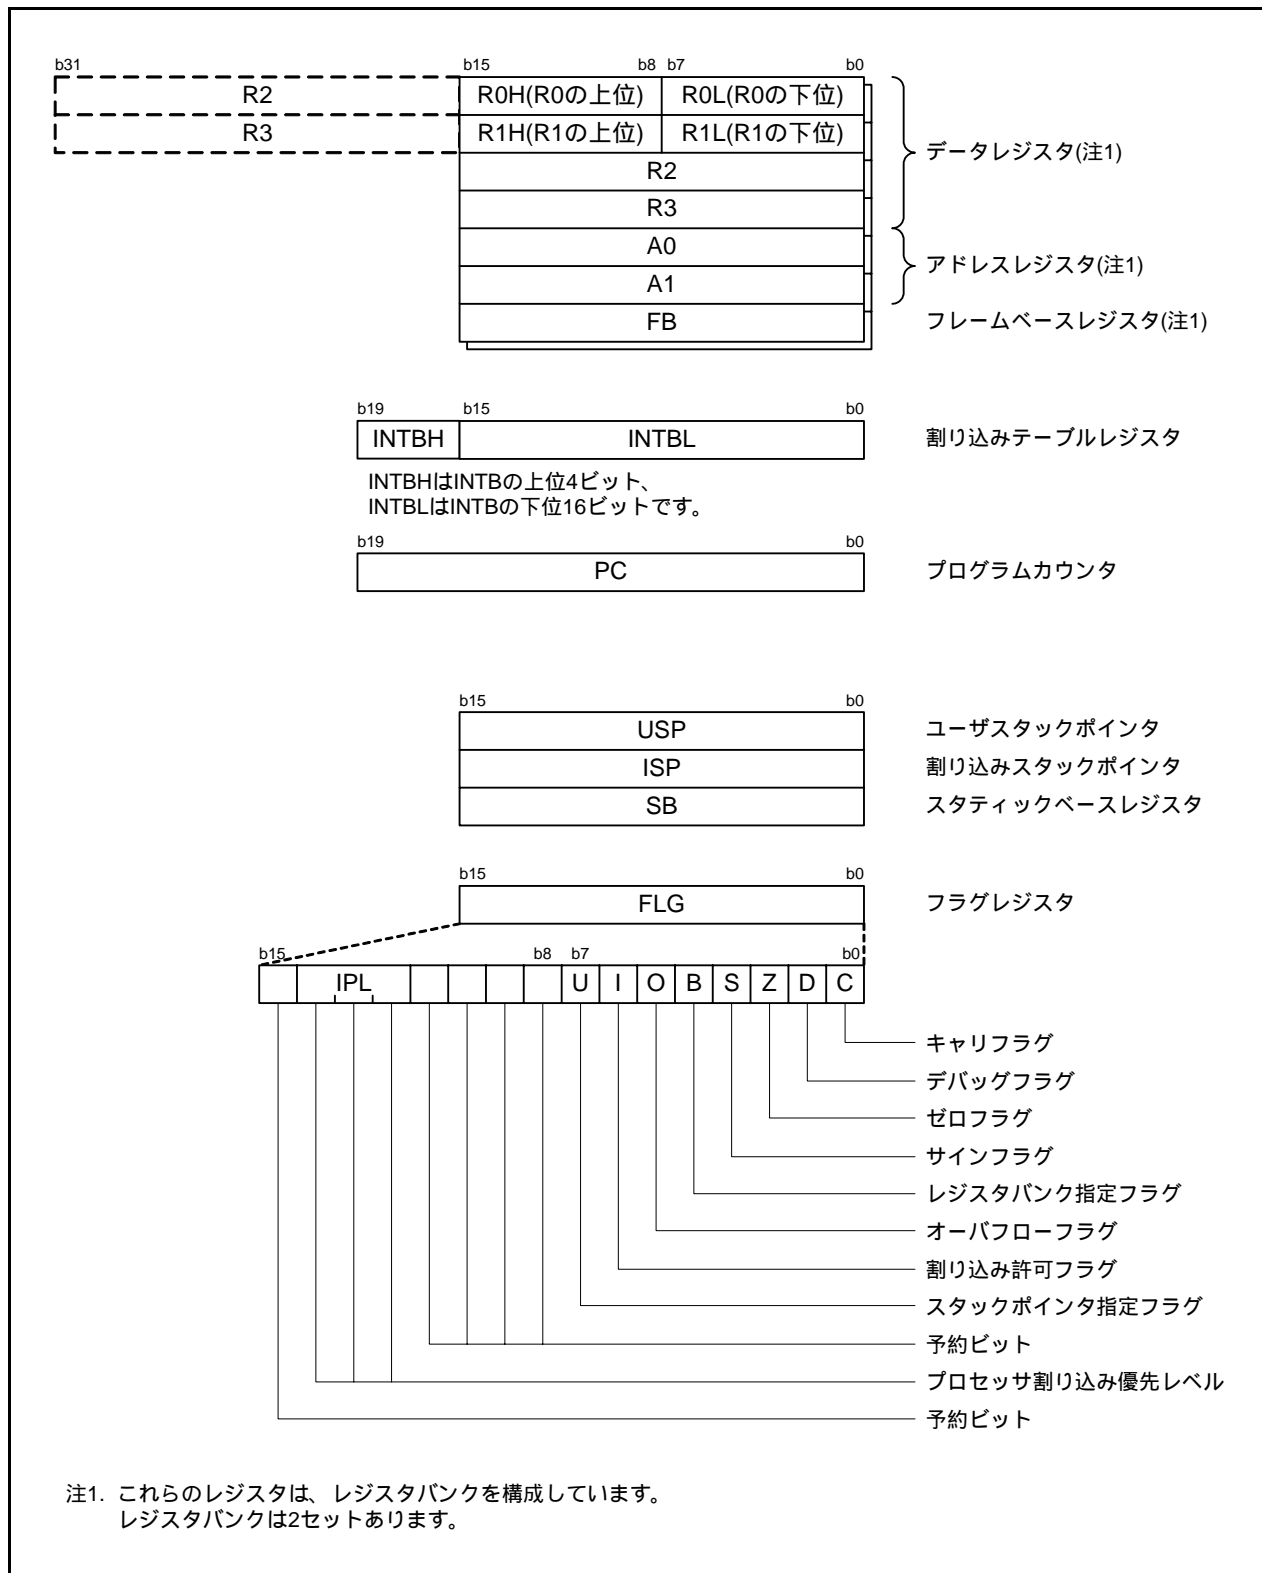 b31 b15 b8 b7 b0
R2 R0H(R0の上位) R0L(R0の下位)
R3 R1H(R1の上位) R1L(R1の下位)
データレジスタ(注1)
R2
R3
A0
アドレスレジスタ(注1)
A1
FB フレームベースレジスタ(注1)
b19 b15 b0
INTBH INTBL 割り込みテーブルレジスタ
INTBHはINTBの上位4ビット、
INTBLはINTBの下位16ビットです。
b19 b0
PC プログラムカウンタ
b15 b0
USP ユーザスタックポインタ
ISP 割り込みスタックポインタ
SB スタティックベースレジスタ
b15 b0
FLG フラグレジスタ
b15 b8 b7 b0
IPL U I O B S Z D C
キャリフラグ
デバッグフラグ
ゼロフラグ
サインフラグ
レジスタバンク指定フラグ
オーバフローフラグ
割り込み許可フラグ
スタックポインタ指定フラグ
予約ビット
プロセッサ割り込み優先レベル
予約ビット
注1. これらのレジスタは、レジスタバンクを構成しています。
レジスタバンクは2セットあります。